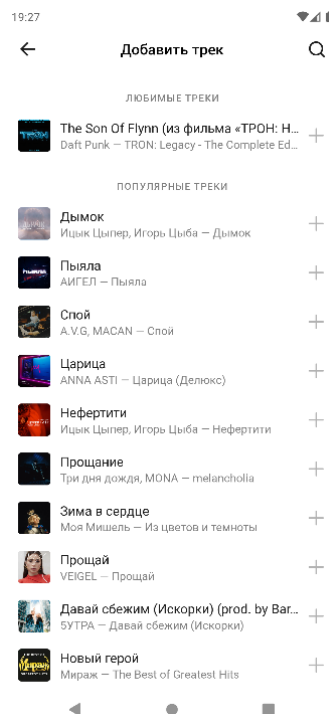 19:27
Добавить трек
ЛЮБИМЫЕ ТРЕКИ
The Son Of Flynn (из фильма «ТРОН: Н...
Daft Punk — TRON: Legacy - The Complete Ed...
ПОПУЛЯРНЫЕ ТРЕКИ
Дымок
Ицык Цыпер, Игорь Цыба — Дымок
Пыяла
АИГЕЛ — Пыяла
Спой
A.V.G, MACAN — Спой
Царица
ANNA ASTI — Царица (Делюкс)
Нефертити
Ицык Цыпер, Игорь Цыба — Нефертити
Прощание
Три дня дождя, MONA — melancholia
Зима в сердце
Моя Мишель — Из цветов и темноты
Прощай
VEIGEL — Прощай
Давай сбежим (Искорки) (prod. by Bar...
5УТРА — Давай сбежим (Искорки)
Новый герой
Мираж — The Best of Greatest Hits